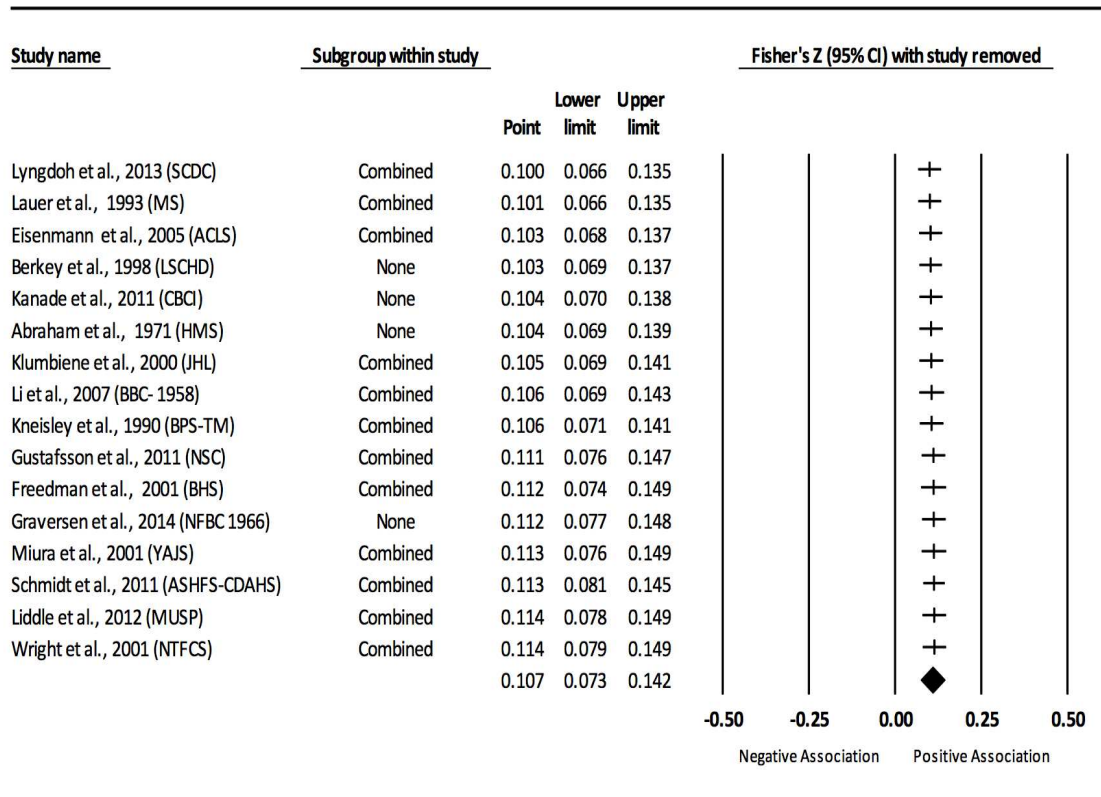 Study name Subgroup within study Fisher's Z (95% CI) with study removed
Lower Upper
Point limit limit
Lyngdoh et al., 2013 (SCDC) Combined 0.100 0.066 0.135
Lauer et al., 1993 (MS) Combined 0.101 0.066 0.135
Eisenmann et al., 2005 (ACLS) Combined 0.103 0.068 0.137
Berkey et al., 1998 (LSCHD) None 0.103 0.069 0.137
Kanade et al., 2011 (CBCI) None 0.104 0.070 0.138
Abraham et al., 1971 (HMS) None 0.104 0.069 0.139
Klumbiene et al., 2000 (JHL) Combined 0.105 0.069 0.141
Li et al., 2007 (BBC- 1958) Combined 0.106 0.069 0.143
Kneisley et al., 1990 (BPS-TM) Combined 0.106 0.071 0.141
Gustafsson et al., 2011 (NSC) Combined 0.111 0.076 0.147
Freedman et al., 2001 (BHS) Combined 0.112 0.074 0.149
Graversen et al., 2014 (NFBC 1966) None 0.112 0.077 0.148
Miura et al., 2001 (YAJS) Combined 0.113 0.076 0.149
Schmidt et al., 2011 (ASHFS-CDAHS) Combined 0.113 0.081 0.145
Liddle et al., 2012 (MUSP) Combined 0.114 0.078 0.149
Wright et al., 2001 (NTFCS) Combined 0.114 0.079 0.149
0.107 0.073 0.142
-0.50 -0.25 0.00 0.25 0.50
Negative Association Positive Association